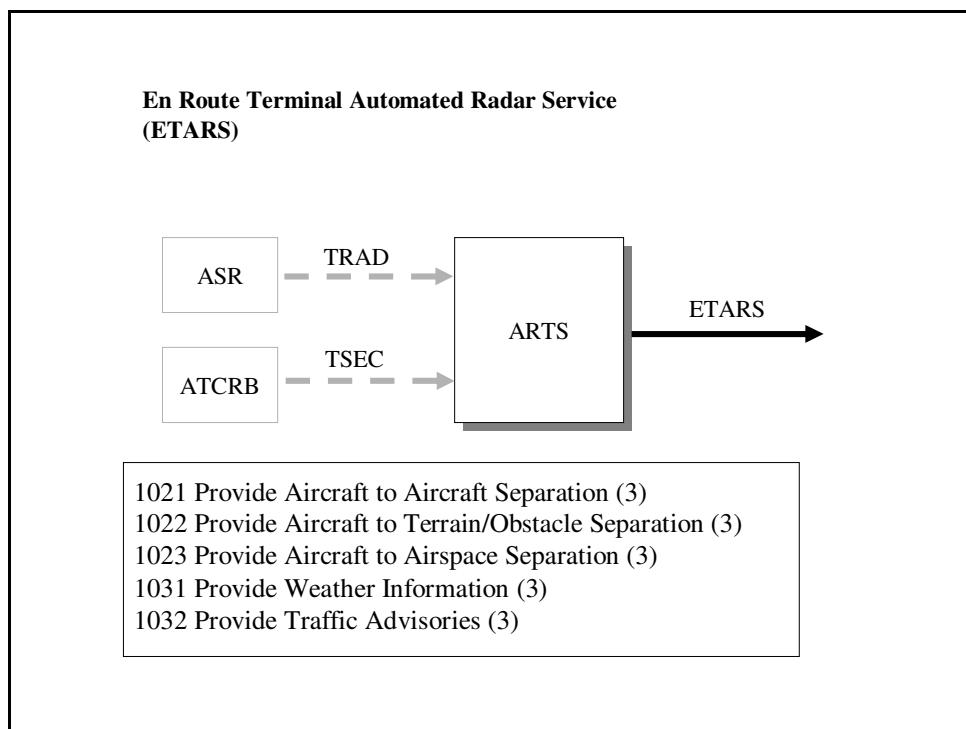 En Route Terminal Automated Radar Service
(ETARS)
ASR
TRAD
ARTS
ETARS
ATCRB
TSEC
1021 Provide Aircraft to Aircraft Separation (3)
1022 Provide Aircraft to Terrain/Obstacle Separation (3)
1023 Provide Aircraft to Airspace Separation (3)
1031 Provide Weather Information (3)
1032 Provide Traffic Advisories (3)